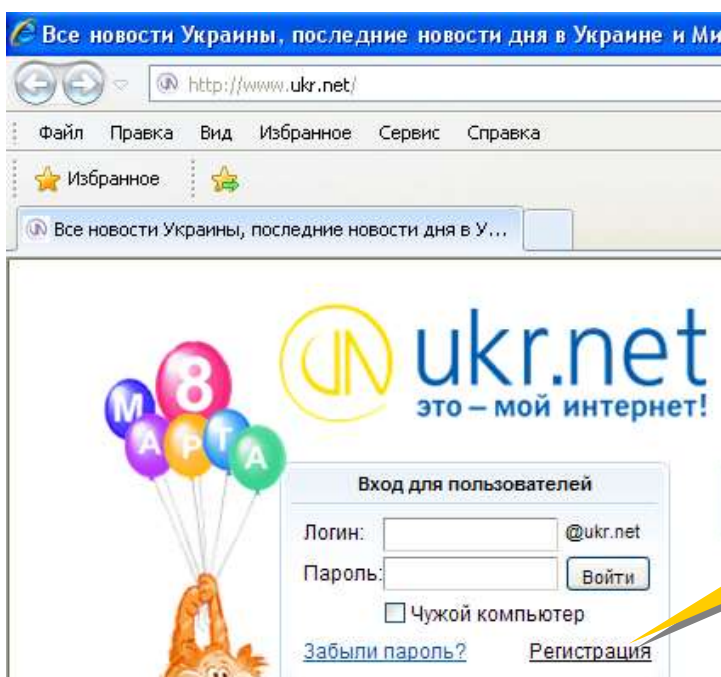 Все новости Украины, последние новости дня в Украине и Ми
http://www.ukr.net/
Файл Правка Вид Избранное Сервис Справка
Избранное
Все новости Украины, последние новости дня в У...
ukr.net
это – мой интернет!
8
МАРТА
Вход для пользователей
Логин: @ukr.net
Пароль: Войти
Чужой компьютер
Забыли пароль? Регистрация